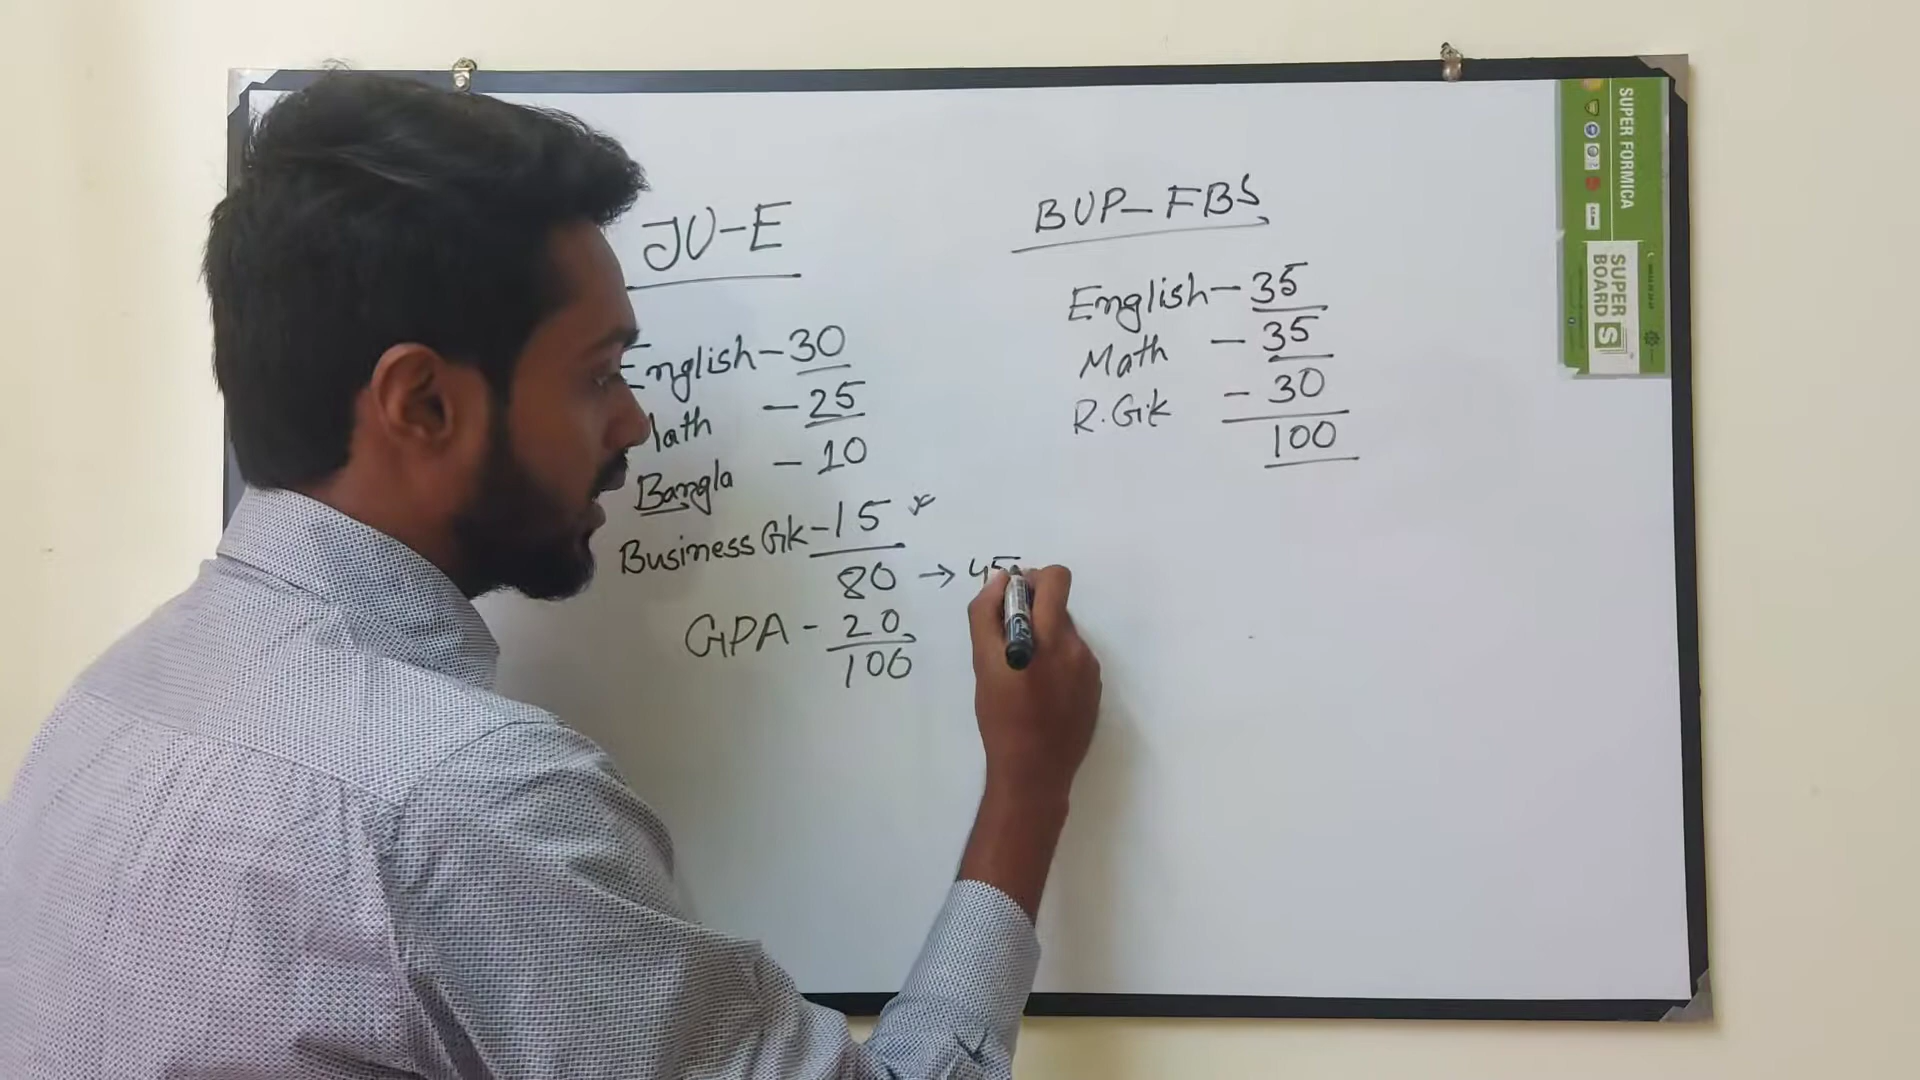 JU-E
English-30
Math - 25
Bangla - 10
Business Gk-15 *
80 → 45
GPA - 20
100
BUP-FBS
English-35
Math - 35
R.Gk - 30
100
SUPER FORMICA
SUPER
BOARD S